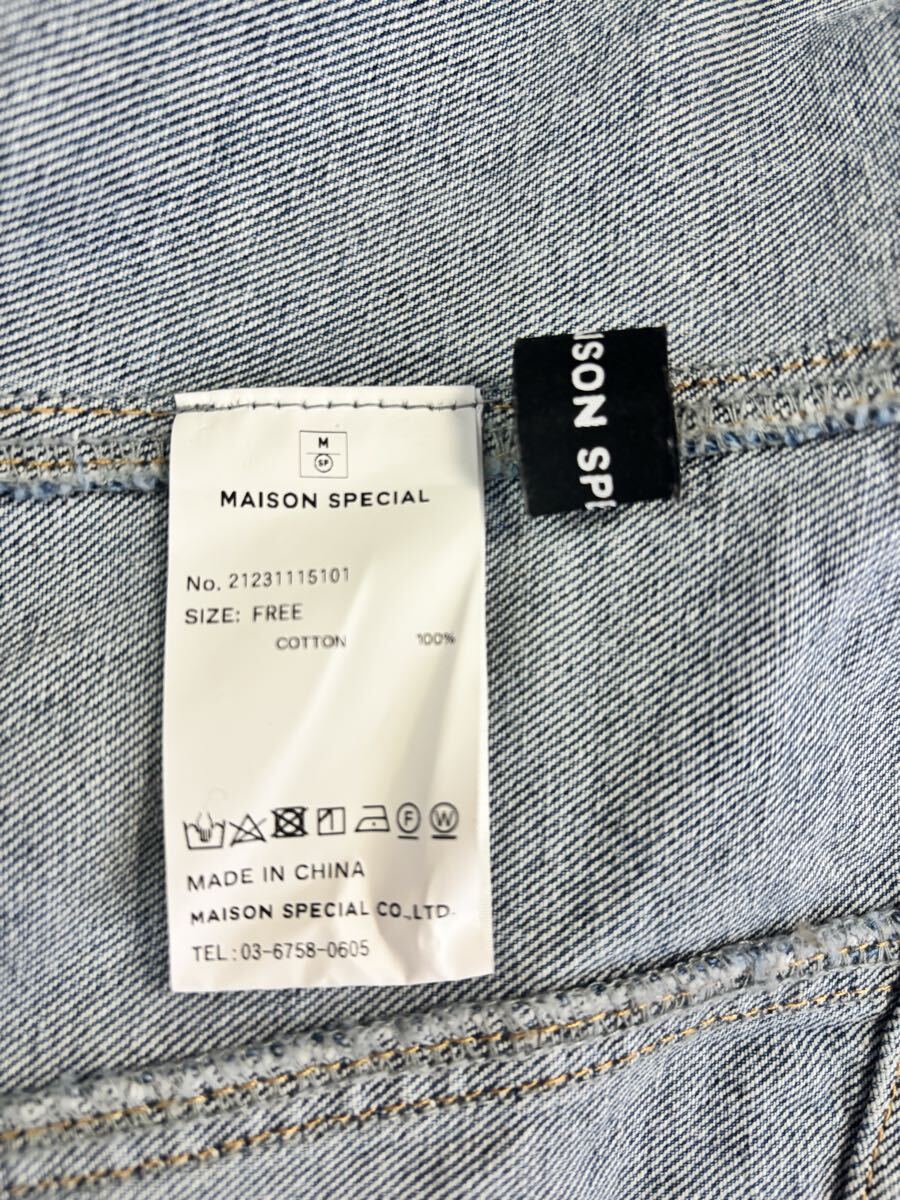 M
SP
MAISON SPECIAL
No. 21231115101
SIZE: FREE
COTTON 100%
F W
MADE IN CHINA
MAISON SPECIAL CO.,LTD.
TEL:03-6758-0605
ISON SP